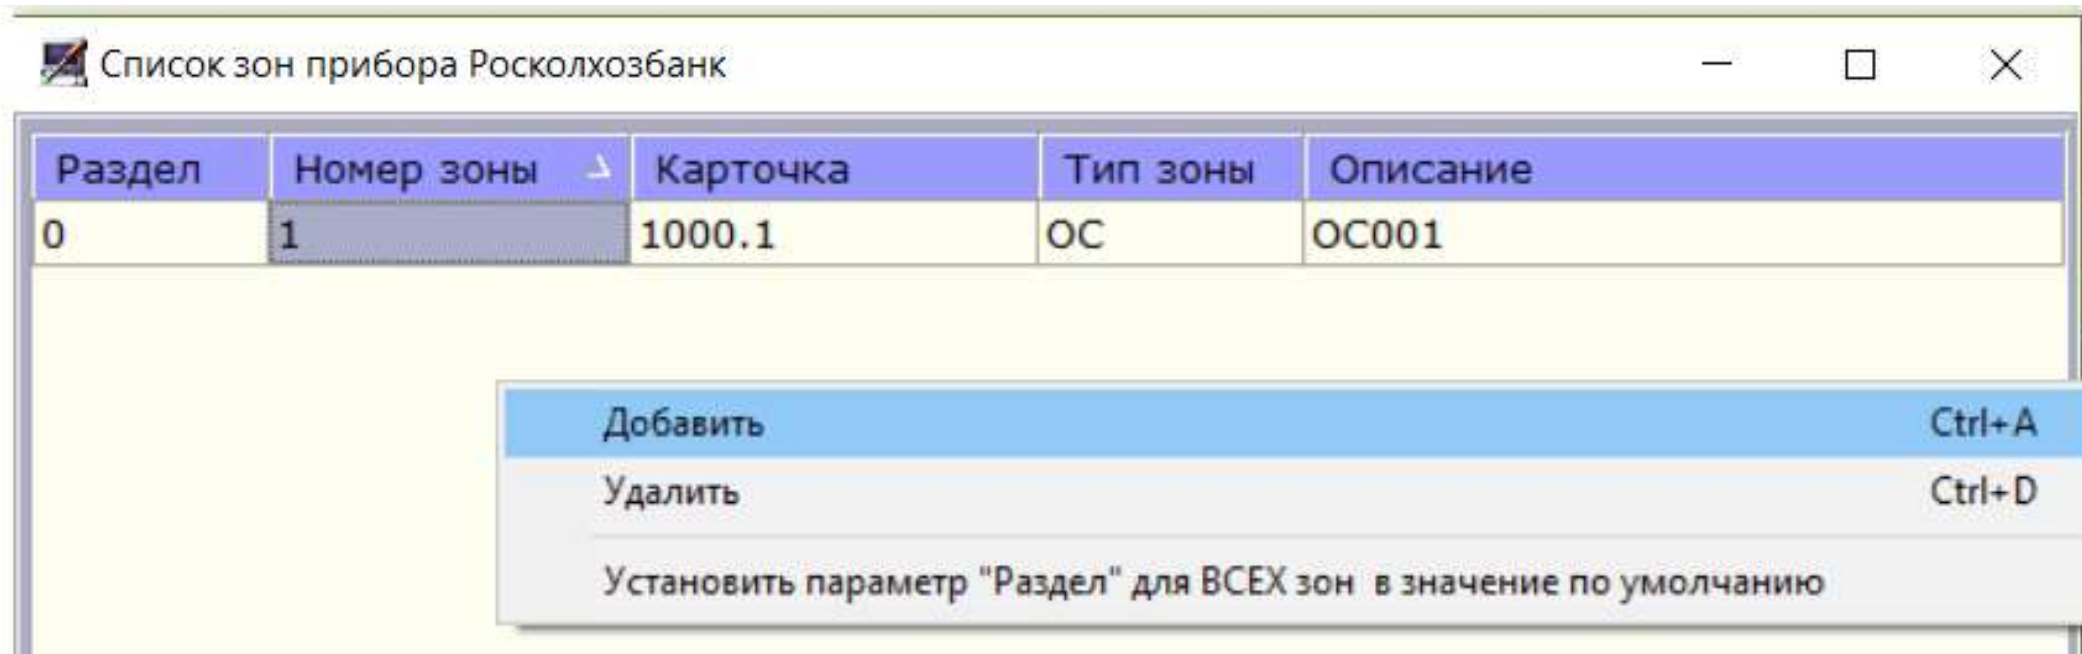 Список зон прибора Росколхозбанк
Раздел Номер зоны Карточка Тип зоны Описание
0 1 1000.1 ОС ОС001
Добавить Ctrl+A
Удалить Ctrl+D
Установить параметр "Раздел" для ВСЕХ зон в значение по умолчанию